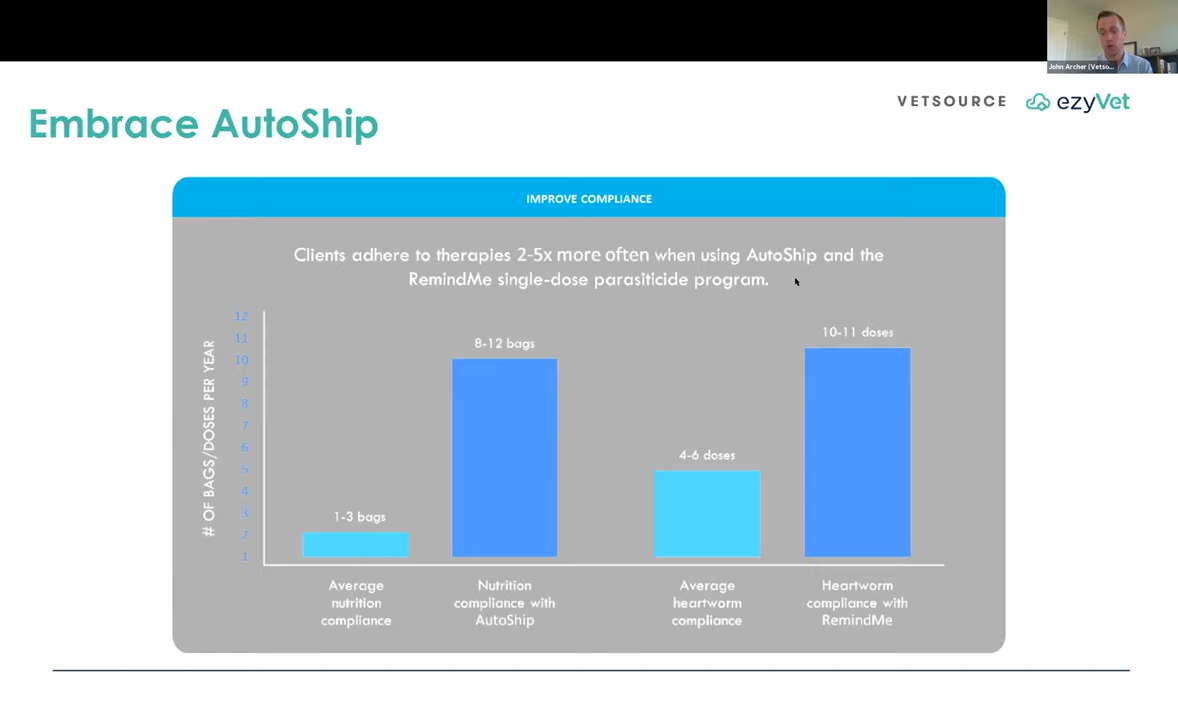 John Archer (Vetso...
VETSOURCE
ezyVet
Embrace AutoShip
IMPROVE COMPLIANCE
Clients adhere to therapies 2-5x more often when using AutoShip and the
RemindMe single-dose parasiticide program.
# OF BAGS/DOSES PER YEAR
12
11
10
9
8
7
6
5
4
3
2
1
1-3 bags
8-12 bags
4-6 doses
10-11 doses
Average
nutrition
compliance
Nutrition
compliance with
AutoShip
Average
heartworm
compliance
Heartworm
compliance with
RemindMe